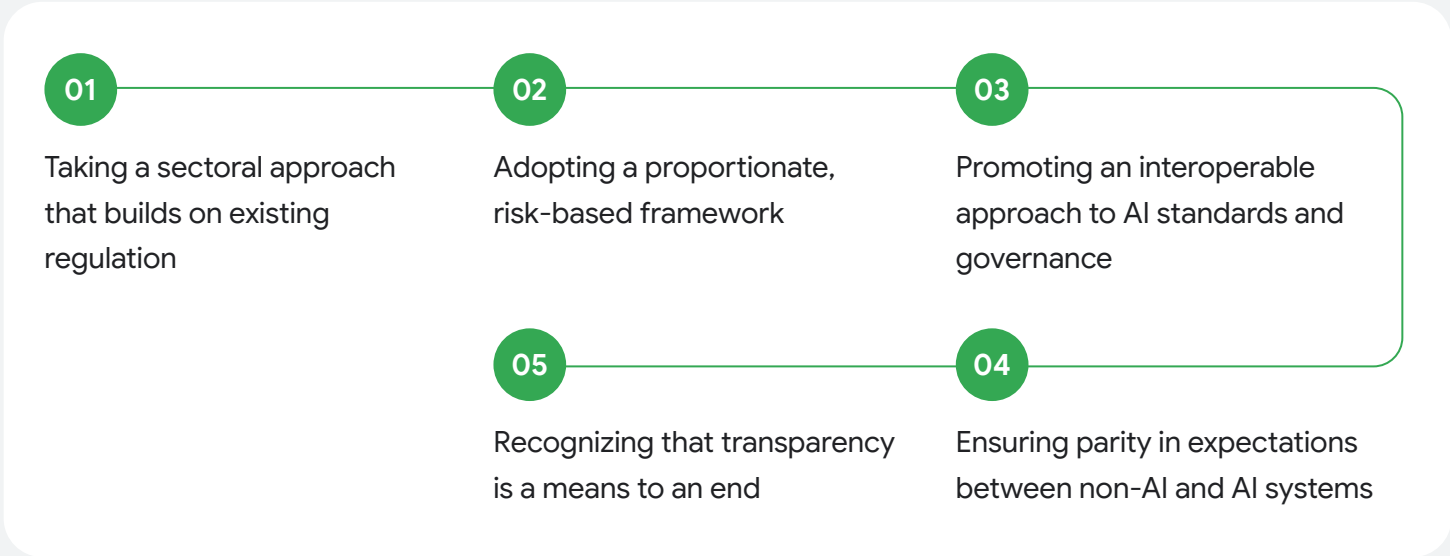 01
Taking a sectoral approach
that builds on existing
regulation
02
Adopting a proportionate,
risk-based framework
03
Promoting an interoperable
approach to AI standards and
governance
04
Ensuring parity in expectations
between non-AI and AI systems
05
Recognizing that transparency
is a means to an end